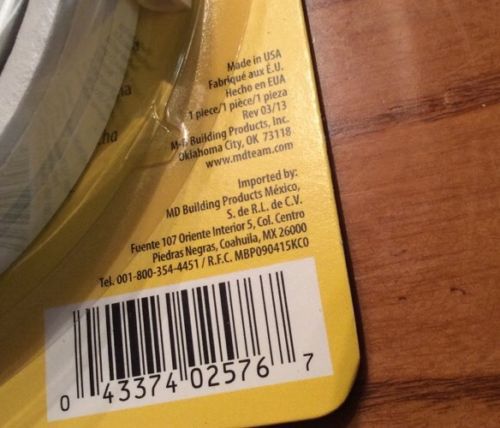 Made in USA
Fabriqué aux É.U.
Hecho en EUA
1 piece/1 pièce/1 pieza
Rev 03/13
M-D Building Products, Inc.
Oklahoma City, OK 73118
www.mdteam.com
Imported by:
MD Building Products México,
S. de R.L. de C.V.
Fuente 107 Oriente Interior 5, Col. Centro
Piedras Negras, Coahuila, MX 26000
Tel. 001-800-354-4451 / R.F.C. MBP090415KC0
0 43374 02576 7